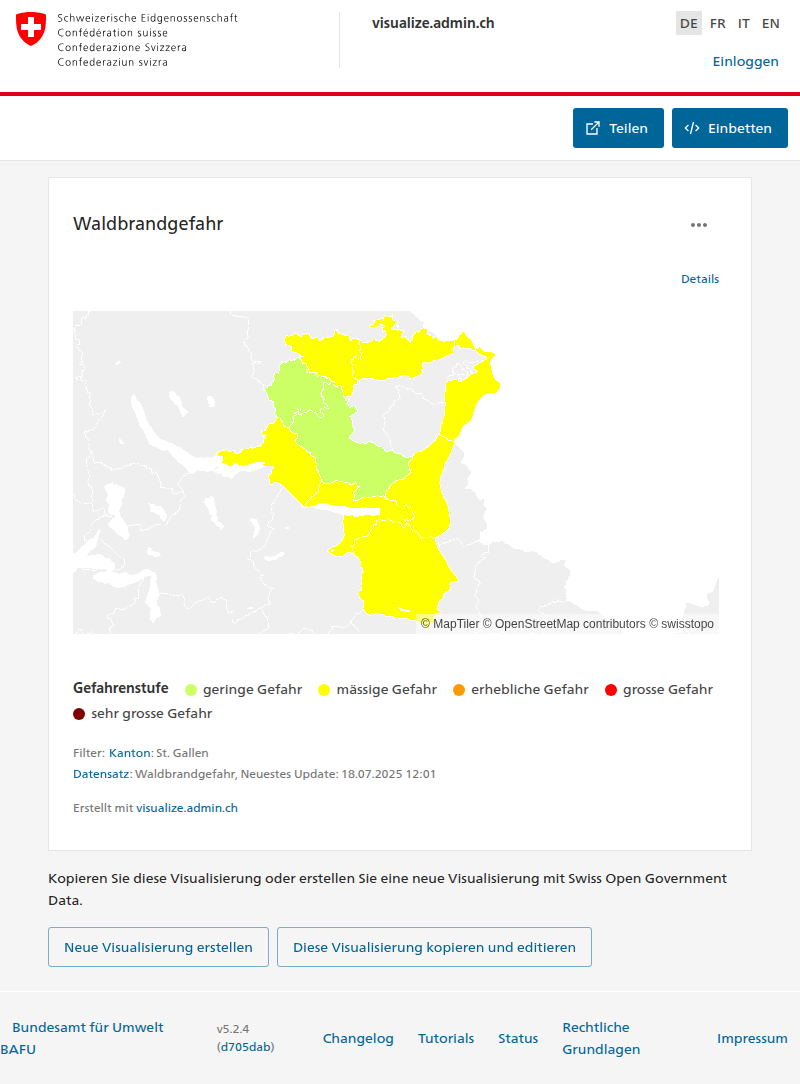 Schweizerische Eidgenossenschaft
Confédération suisse
Confederazione Svizzera
Confederaziun svizra
visualize.admin.ch
DE FR IT EN
Einloggen
Teilen
Einbetten
Waldbrandgefahr
Details
© MapTiler © OpenStreetMap contributors © swisstopo
Gefahrenstufe geringe Gefahr mässige Gefahr erhebliche Gefahr grosse Gefahr
sehr grosse Gefahr
Filter: Kanton: St. Gallen
Datensatz: Waldbrandgefahr, Neuestes Update: 18.07.2025 12:01
Erstellt mit visualize.admin.ch
Kopieren Sie diese Visualisierung oder erstellen Sie eine neue Visualisierung mit Swiss Open Government
Data.
Neue Visualisierung erstellen
Diese Visualisierung kopieren und editieren
Bundesamt für Umwelt
BAFU
v5.2.4
(d705dab)
Changelog
Tutorials
Status
Rechtliche
Grundlagen
Impressum